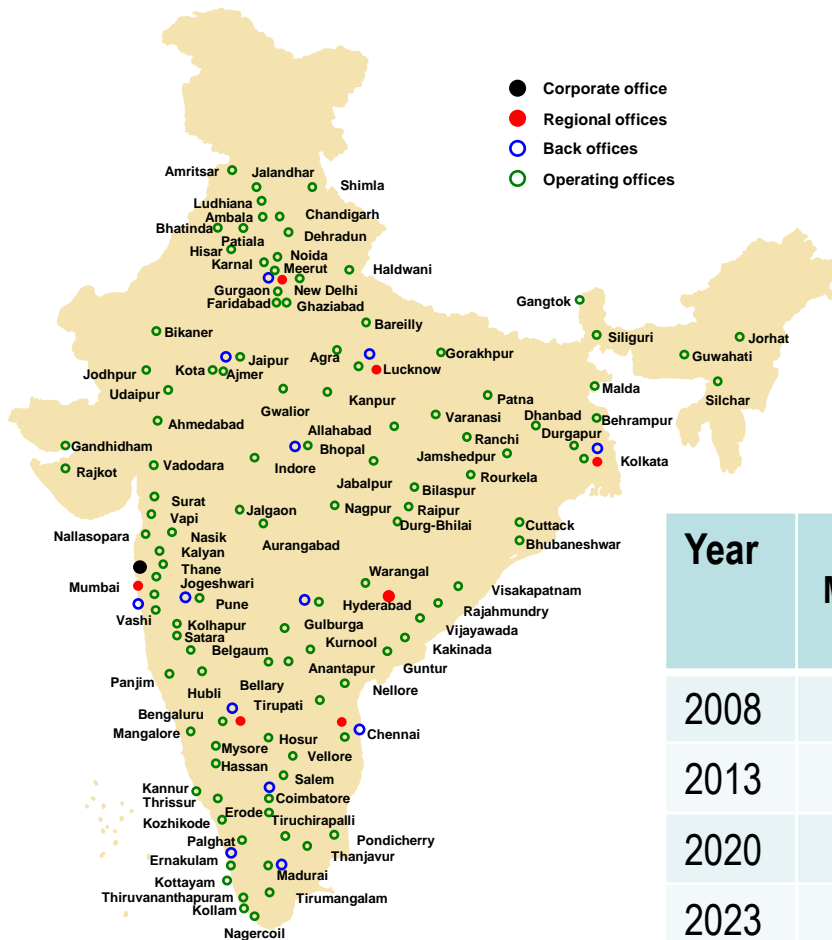 Corporate office
Regional offices
Back offices
Operating offices
Amritsar
Jalandhar
Shimla
Ludhiana
Ambala
Chandigarh
Bhatinda
Patiala
Dehradun
Hisar
Noida
Karnal
Meerut
Haldwani
Gurgaon
New Delhi
Faridabad
Ghaziabad
Gangtok
Bikaner
Bareilly
Siliguri
Jorhat
Guwahati
Jaipur
Agra
Gorakhpur
Jodhpur
Kota
Ajmer
Lucknow
Silchar
Udaipur
Gwalior
Kanpur
Patna
Malda
Ahmedabad
Allahabad
Varanasi
Dhanbad
Behrampur
Gandhidham
Bhopal
Ranchi
Durgapur
Rajkot
Vadodara
Indore
Jamshedpur
Kolkata
Jabalpur
Bilaspur
Rourkela
Surat
Jalgaon
Nagpur
Raipur
Vapi
Durg-Bhilai
Cuttack
Nallasopara
Nasik
Aurangabad
Bhubaneshwar
Kalyan
Thane
Warangal
Mumbai
Jogeshwari
Visakapatnam
Vashi
Pune
Hyderabad
Rajahmundry
Kolhapur
Gulburga
Vijayawada
Satara
Kurnool
Kakinada
Belgaum
Guntur
Panjim
Anantapur
Hubli
Bellary
Nellore
Tirupati
Bengaluru
Mangalore
Hosur
Chennai
Mysore
Vellore
Hassan
Salem
Kannur
Coimbatore
Thrissur
Erode
Tiruchirapalli
Kozhikode
Pondicherry
Palghat
Thanjavur
Ernakulam
Madurai
Kottayam
Tirumangalam
Thiruvananthapuram
Kollam
Nagercoil
Year
M
2008
2013
2020
2023